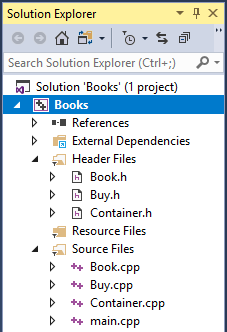 Solution Explorer
Search Solution Explorer (Ctrl+;)
Solution 'Books' (1 project)
Books
References
External Dependencies
Header Files
Book.h
Buy.h
Container.h
Resource Files
Source Files
Book.cpp
Buy.cpp
Container.cpp
main.cpp